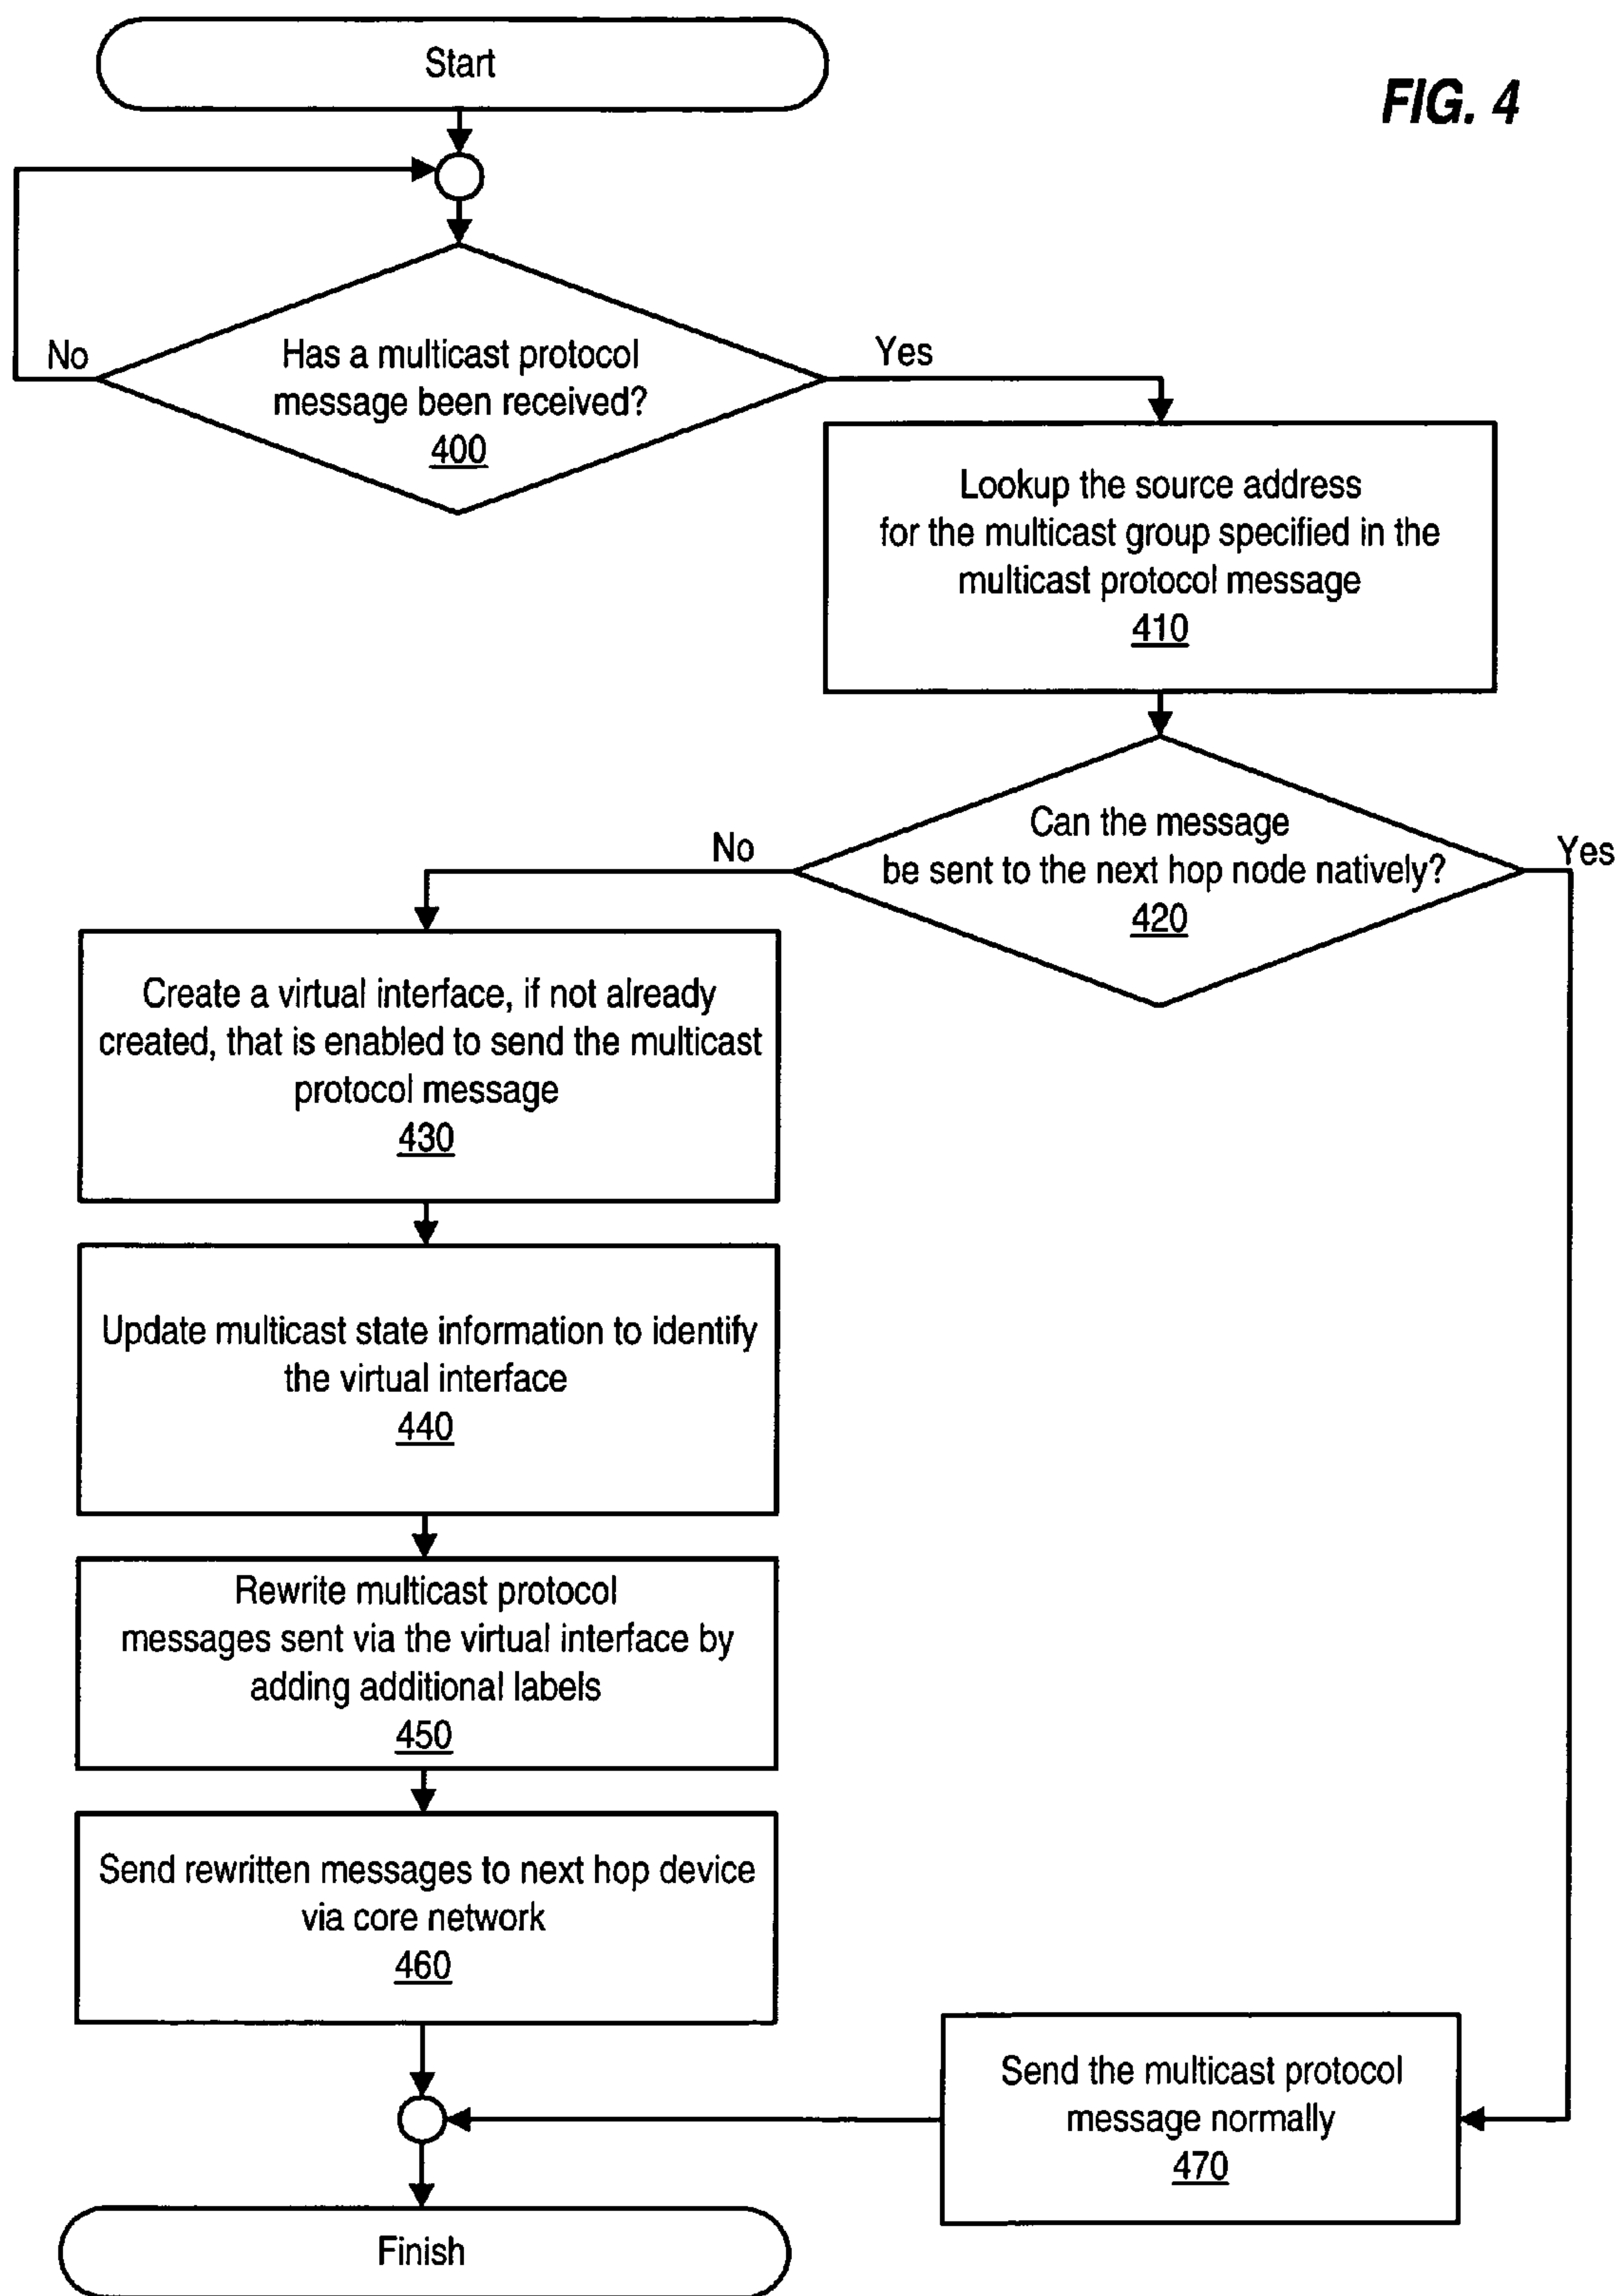 Start
FIG. 4
No
Has a multicast protocol
message been received?
400
Yes
Lookup the source address
for the multicast group specified in the
multicast protocol message
410
No
Can the message
be sent to the next hop node natively?
420
Yes
Create a virtual interface, if not already
created, that is enabled to send the multicast
protocol message
430
Update multicast state information to identify
the virtual interface
440
Rewrite multicast protocol
messages sent via the virtual interface by
adding additional labels
450
Send rewritten messages to next hop device
via core network
460
Send the multicast protocol
message normally
470
Finish